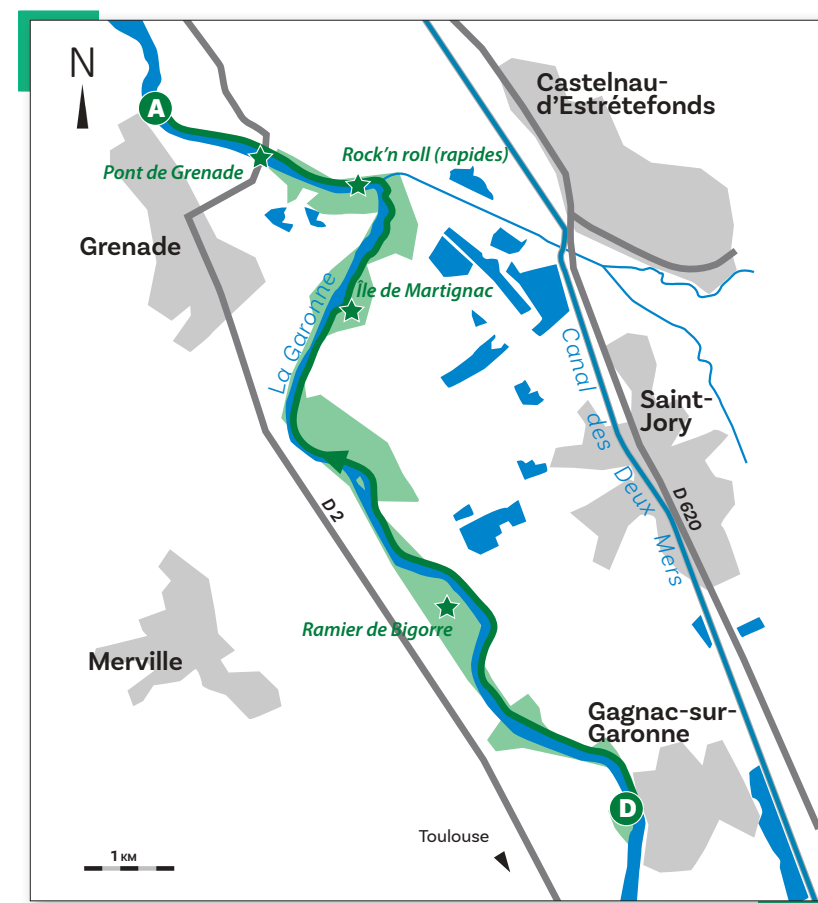 N
Castelnau-
d'Estrétefonds
A
Rock'n roll (rapides)
Pont de Grenade
Grenade
Île de Martignac
La Garonne
Canal des Deux Mers
Saint-
Jory
D 2
D 620
Ramier de Bigorre
Merville
Gagnac-sur-
Garonne
D
Toulouse
1 KM